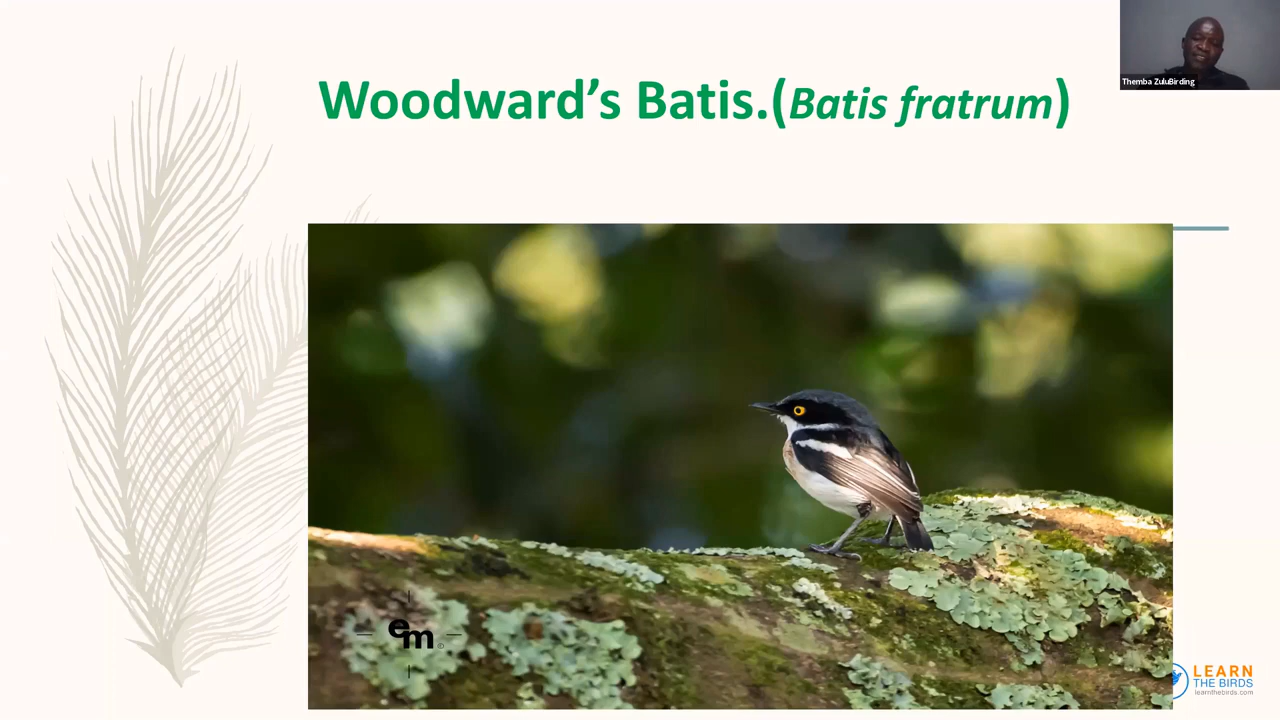 Woodward’s Batis.(Batis fratrum)
Themba ZuluBirding
em
LEARN
THE BIRDS
learnthebirds.com